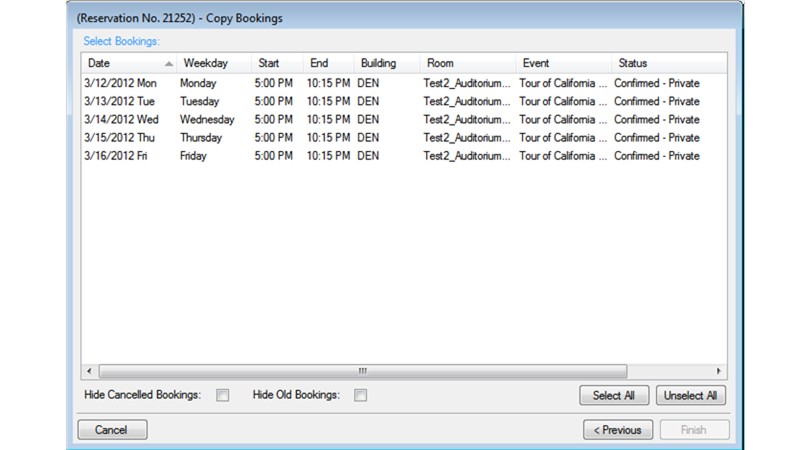 (Reservation No. 21252) - Copy Bookings
Select Bookings:
Date Weekday Start End Building Room Event Status
3/12/2012 Mon Monday 5:00 PM 10:15 PM DEN Test2_Auditorium... Tour of California ... Confirmed - Private
3/13/2012 Tue Tuesday 5:00 PM 10:15 PM DEN Test2_Auditorium... Tour of California ... Confirmed - Private
3/14/2012 Wed Wednesday 5:00 PM 10:15 PM DEN Test2_Auditorium... Tour of California ... Confirmed - Private
3/15/2012 Thu Thursday 5:00 PM 10:15 PM DEN Test2_Auditorium... Tour of California ... Confirmed - Private
3/16/2012 Fri Friday 5:00 PM 10:15 PM DEN Test2_Auditorium... Tour of California ... Confirmed - Private
Hide Cancelled Bookings: Hide Old Bookings: Select All Unselect All
Cancel < Previous Finish